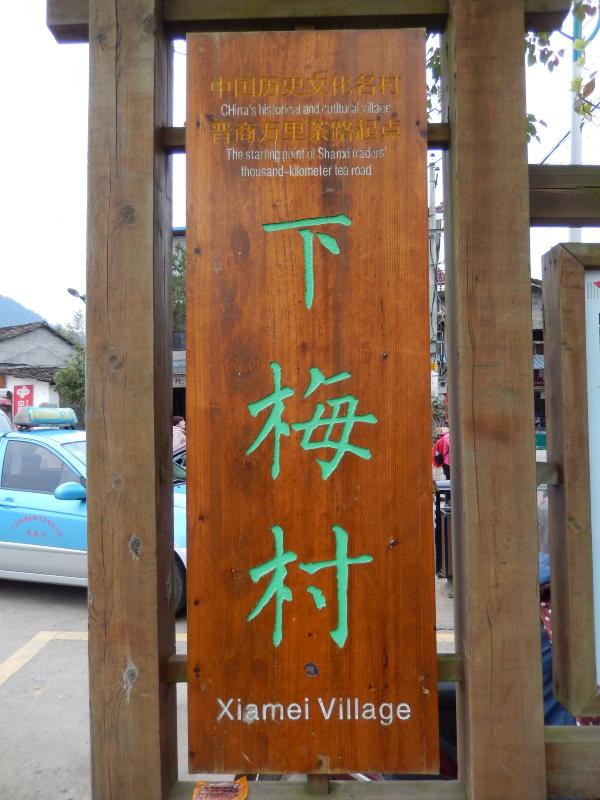 中国历史文化名村
CHina's historical and cutltural village
晋商万里茶路起点
The starting point of Shanxi traders'
thousand-kilometer tea road
下
梅
村
Xiamei Village